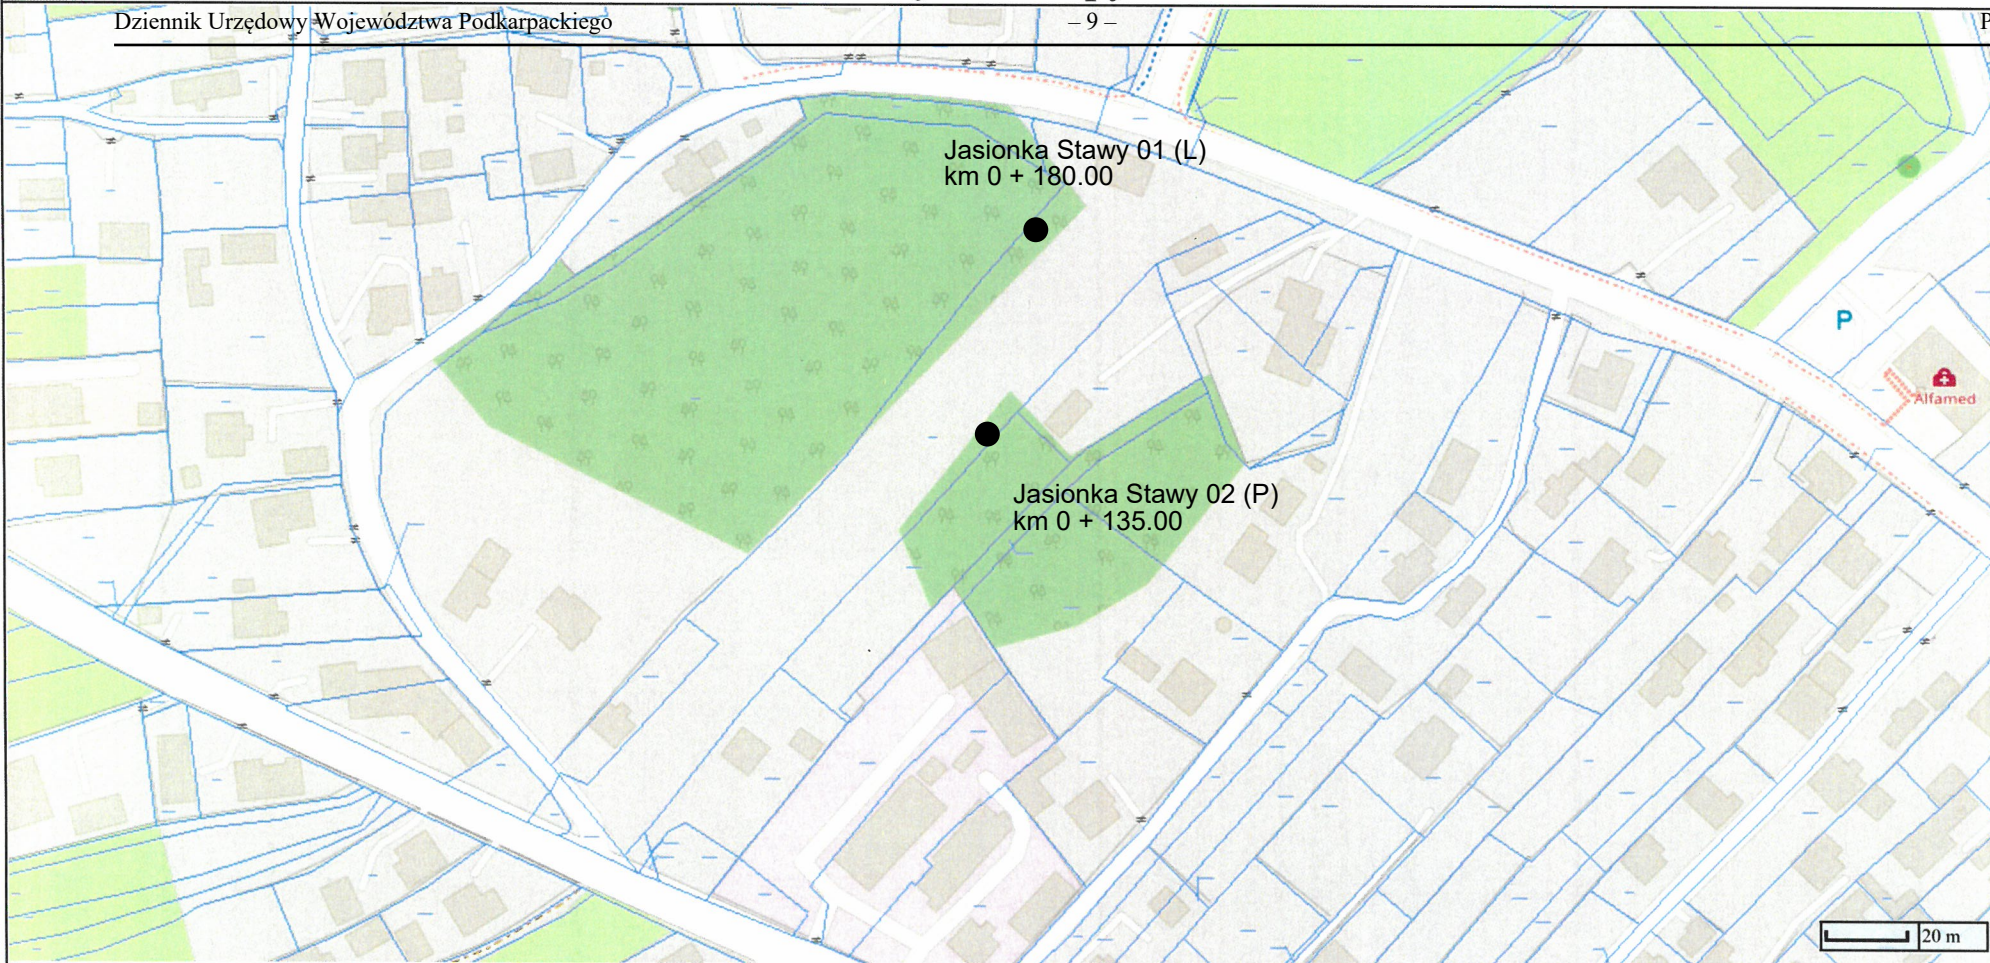 Dziennik Urzędowy Województwa Podkarpackiego
– 9 –
P
Jasionka Stawy 01 (L)
km 0 + 180.00
P
Alfamed
Jasionka Stawy 02 (P)
km 0 + 135.00
20 m